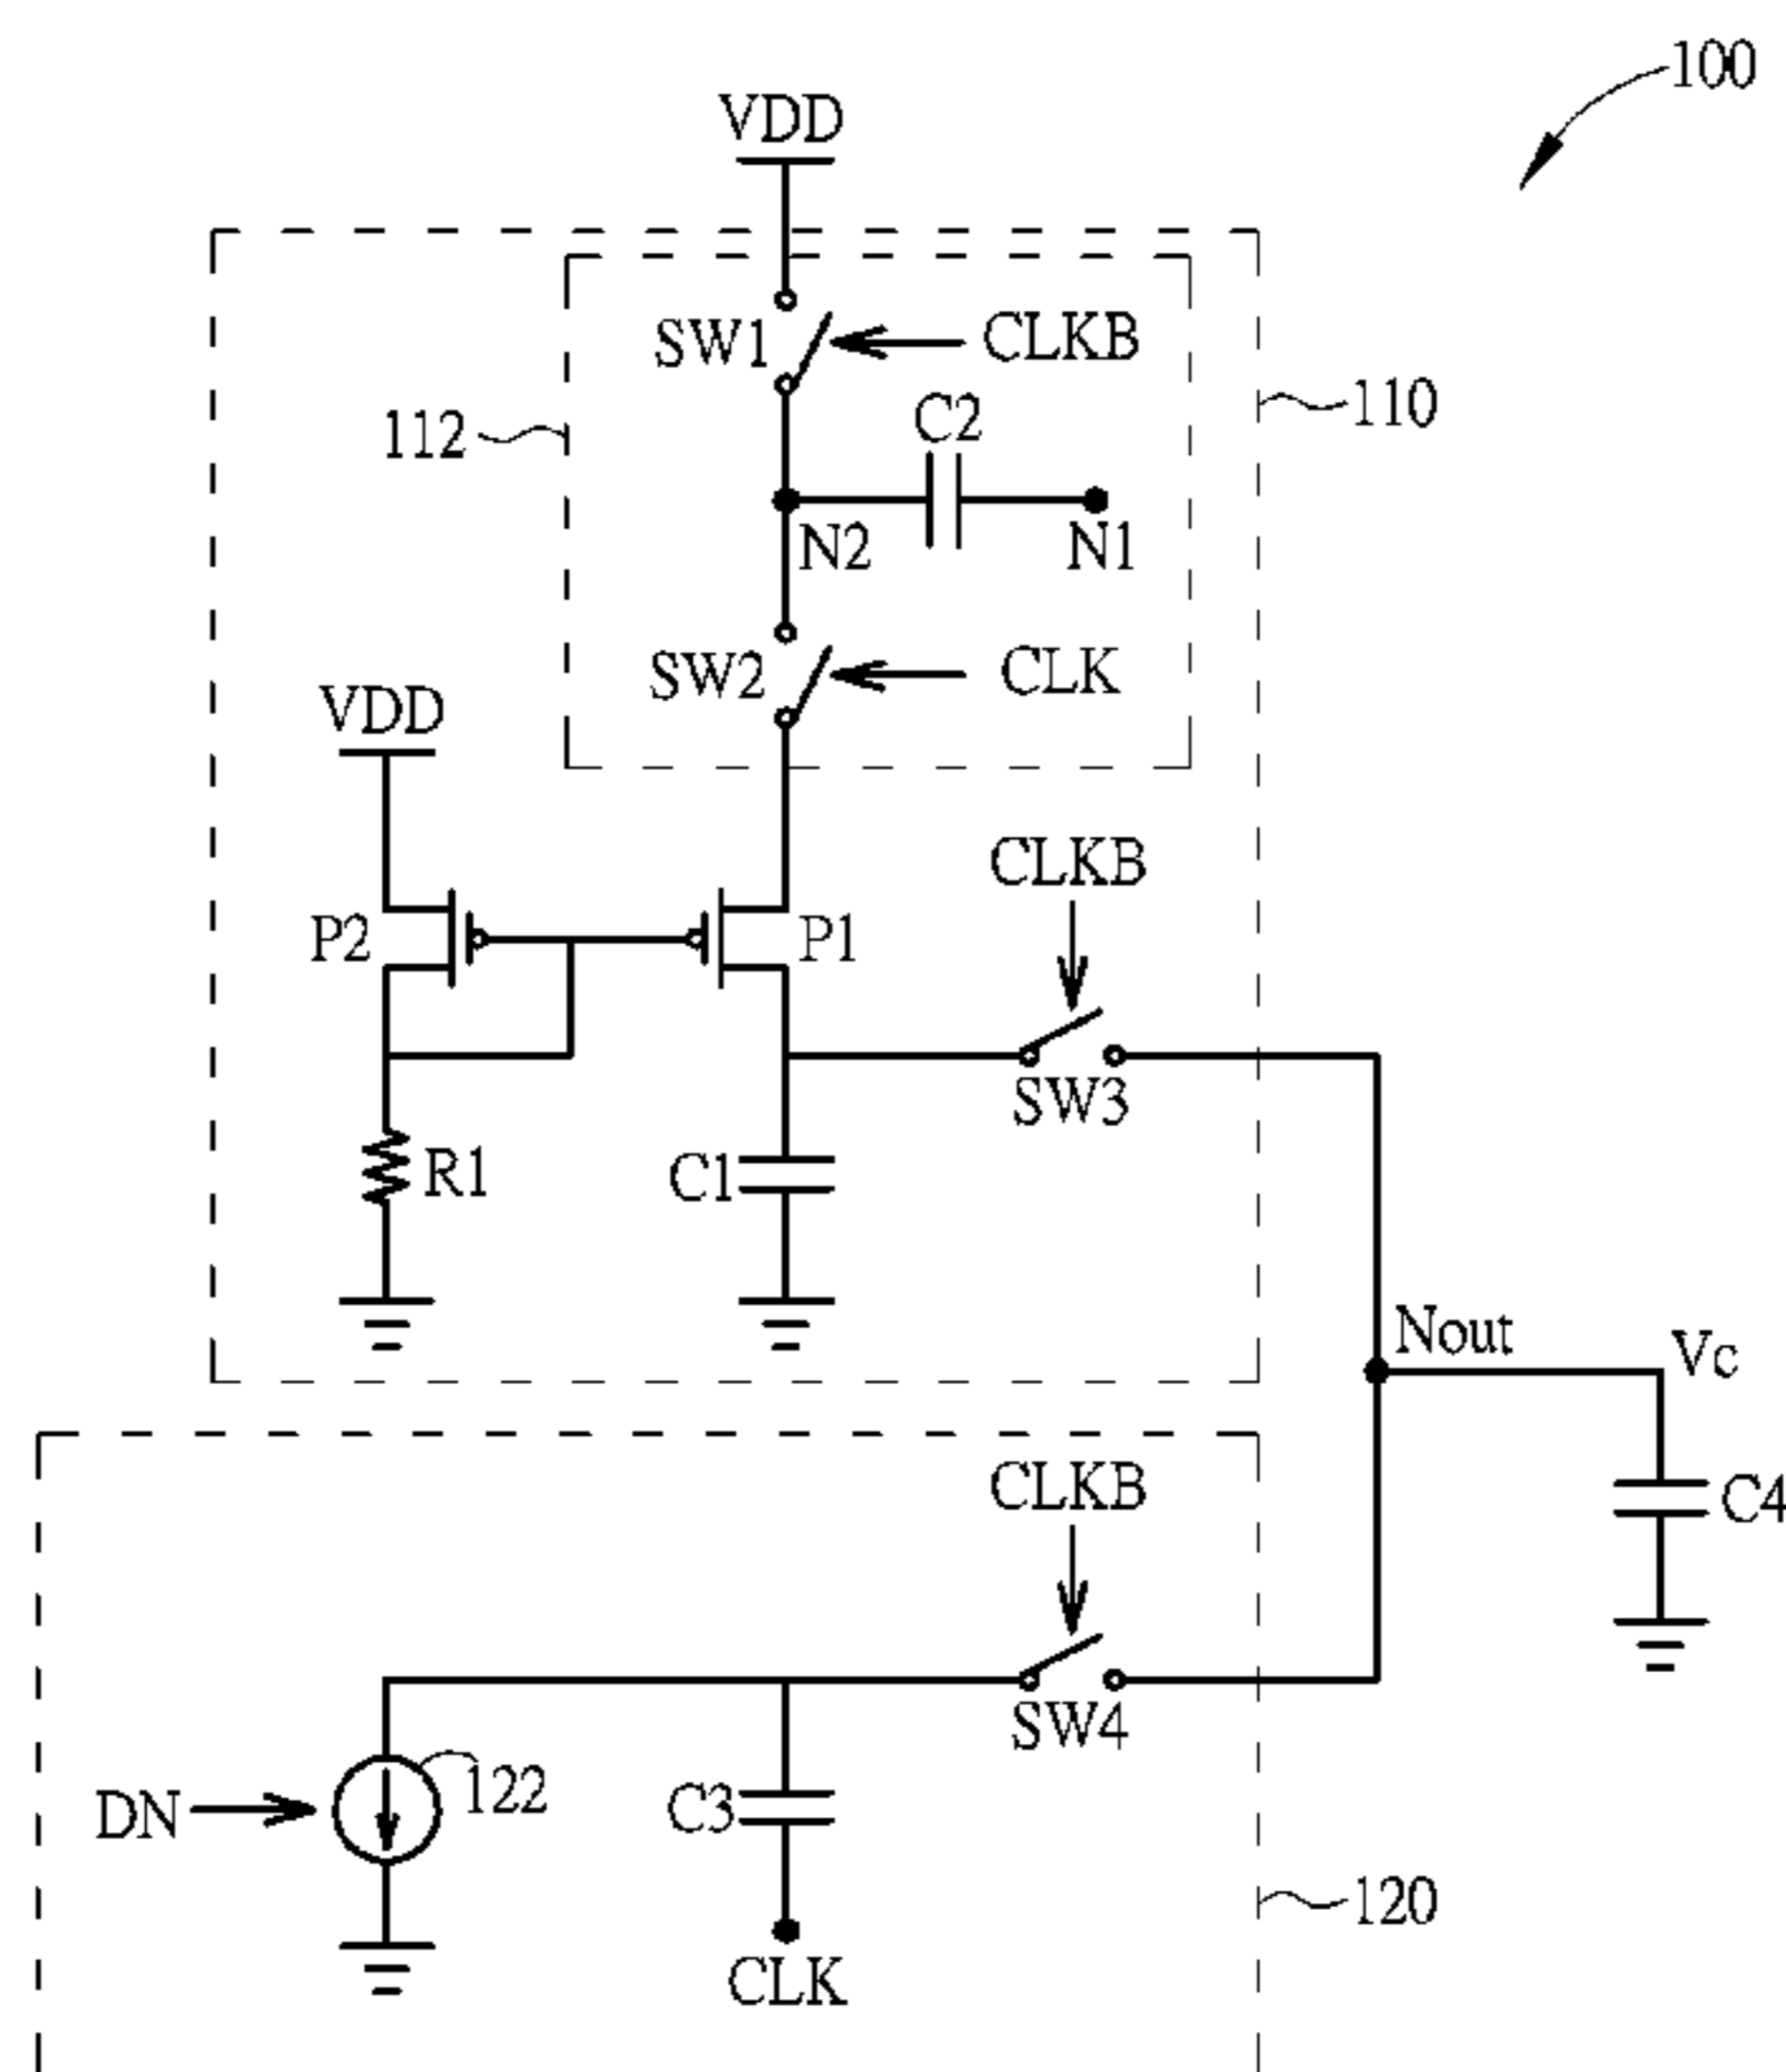 100
VDD
SW1
CLKB
C2
110
112
N2
N1
SW2
CLK
VDD
CLKB
P2
P1
SW3
R1
C1
Nout
Vc
CLKB
C4
SW4
DN
122
C3
120
CLK